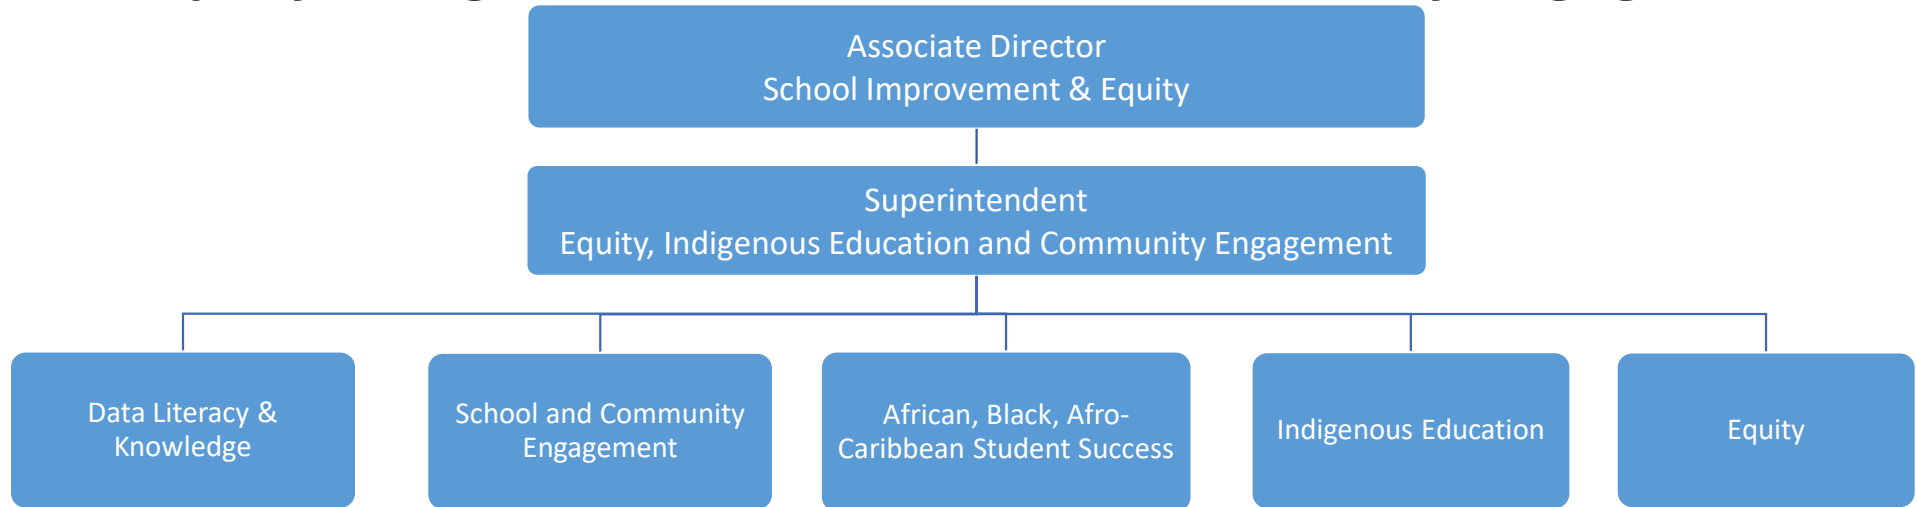 Associate Director
School Improvement & Equity
Superintendent
Equity, Indigenous Education and Community Engagement
Data Literacy &
Knowledge
School and Community
Engagement
African, Black, Afro-
Caribbean Student Success
Indigenous Education
Equity